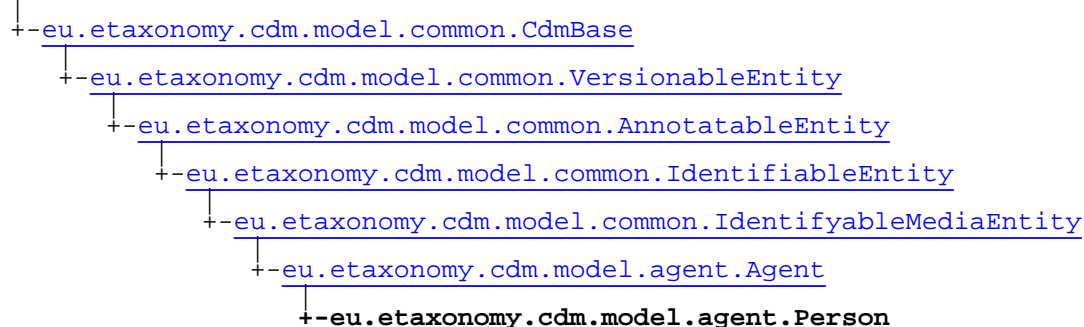 +-eu.etaxonomy.cdm.model.common.CdmBase
+-eu.etaxonomy.cdm.model.common.VersionableEntity
+-eu.etaxonomy.cdm.model.common.AnnotatableEntity
+-eu.etaxonomy.cdm.model.common.IdentifiableEntity
+-eu.etaxonomy.cdm.model.common.IdentifyableMediaEntity
+-eu.etaxonomy.cdm.model.agent.Agent
+-eu.etaxonomy.cdm.model.agent.Person